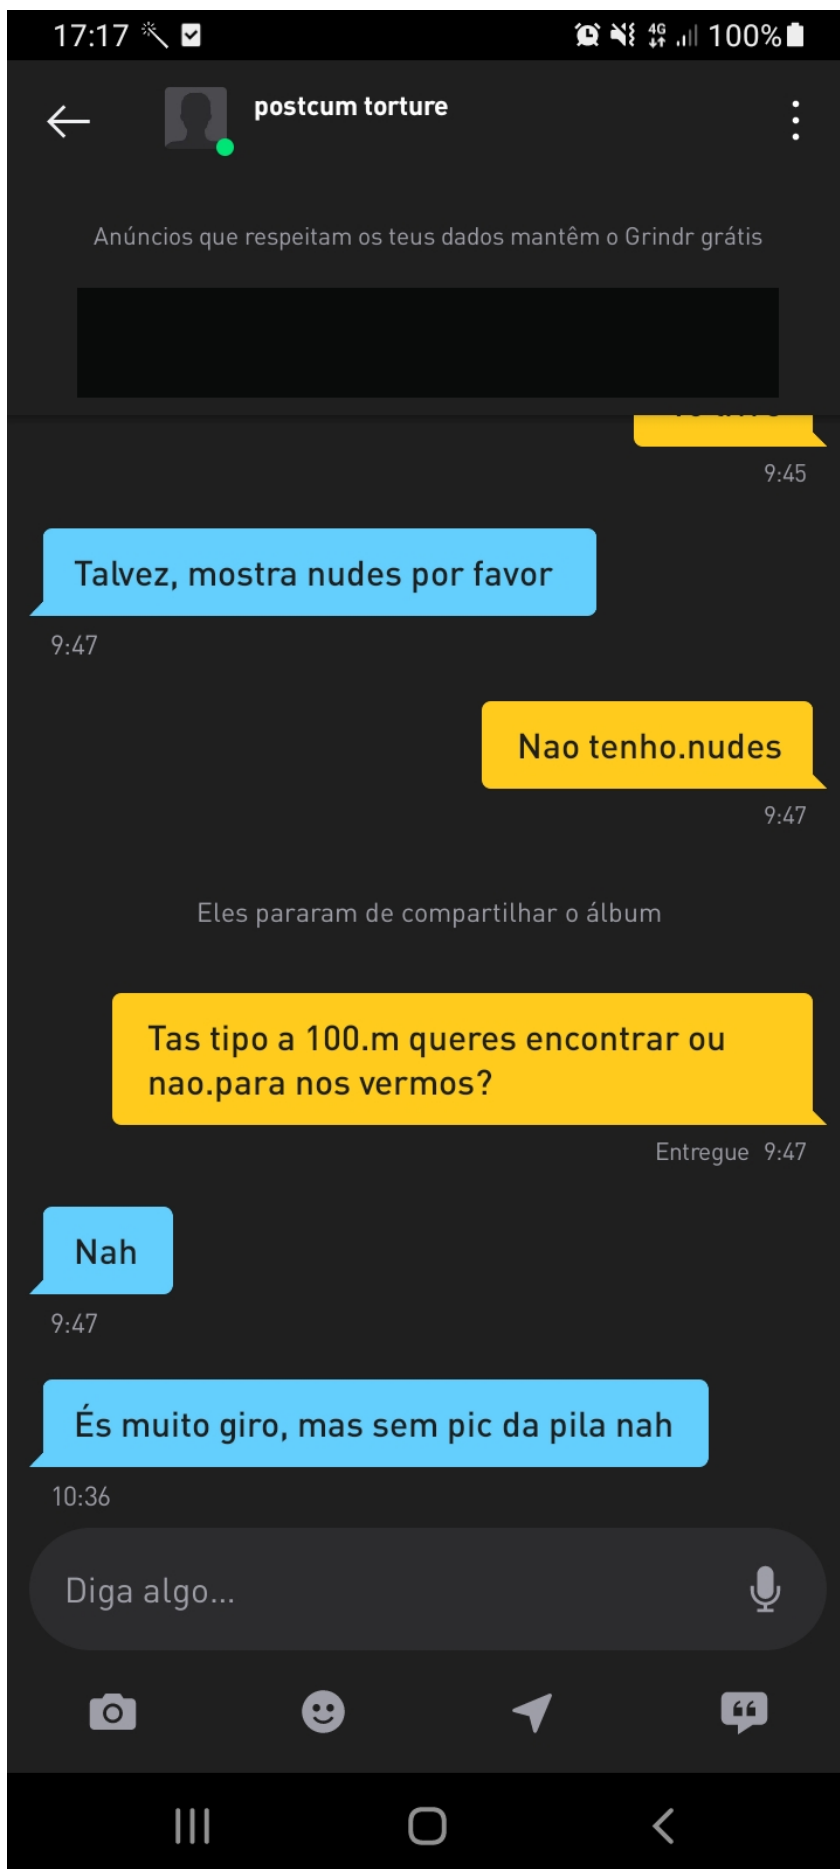 17:17
4G
100%
postcum torture
Anúncios que respeitam os teus dados mantêm o Grindr grátis
9:45
Talvez, mostra nudes por favor
9:47
Nao tenho.nudes
9:47
Eles pararam de compartilhar o álbum
Tas tipo a 100.m queres encontrar ou
nao.para nos vermos?
Entregue 9:47
Nah
9:47
És muito giro, mas sem pic da pila nah
10:36
Diga algo...